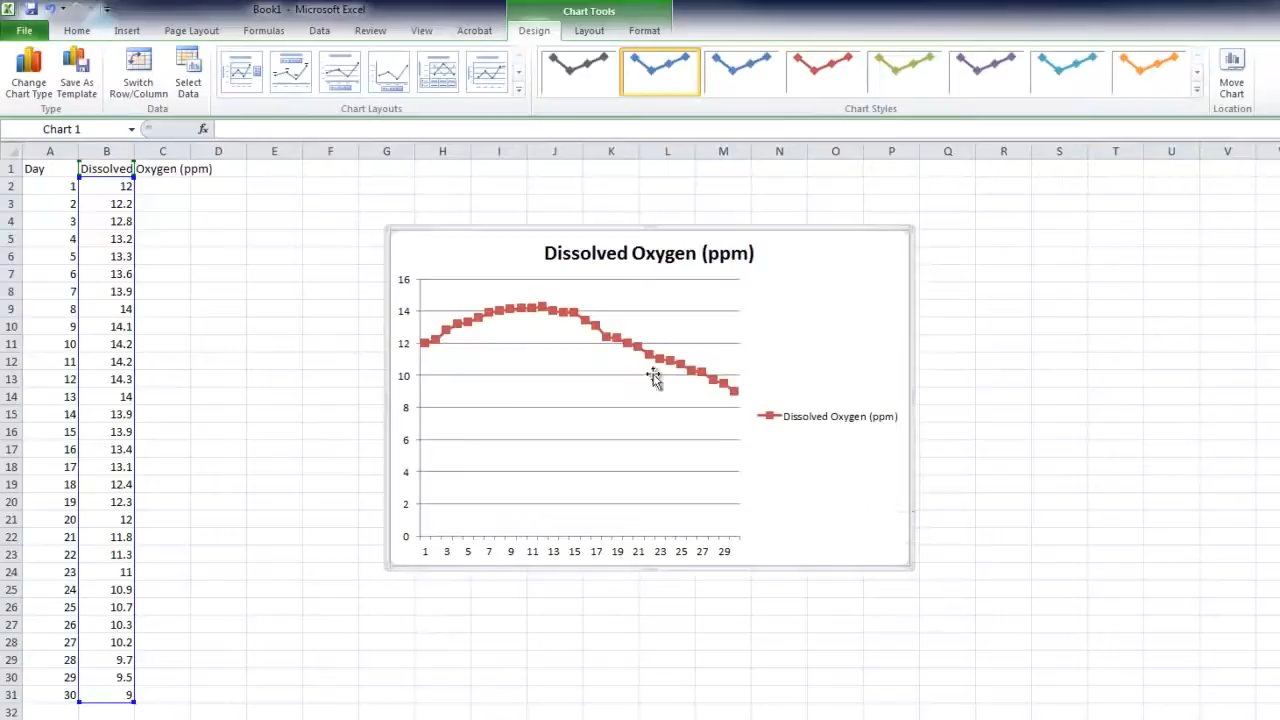 Book1 - Microsoft Excel
Chart Tools
File Home Insert Page Layout Formulas Data Review View Acrobat Design Layout Format
Change Chart Type
Save As Template
Switch Row/Column
Select Data
Move Chart
Type Data Chart Layouts Chart Styles Location
Chart 1 fx
A B C D E F G H I J K L M N O P Q R S T U V
1 Day Dissolved Oxygen (ppm)
2 1 12
3 2 12.2
4 3 12.8
5 4 13.2
6 5 13.3
7 6 13.6
8 7 13.9
9 8 14
10 9 14.1
11 10 14.2
12 11 14.2
13 12 14.3
14 13 14
15 14 13.9
16 15 13.9
17 16 13.4
18 17 13.1
19 18 12.4
20 19 12.3
21 20 12
22 21 11.8
23 22 11.3
24 23 11
25 24 10.9
26 25 10.7
27 26 10.3
28 27 10.2
29 28 9.7
30 29 9.5
31 30 9
32
Dissolved Oxygen (ppm)
16
14
12
10
8
6
4
2
0
1 3 5 7 9 11 13 15 17 19 21 23 25 27 29
Dissolved Oxygen (ppm)